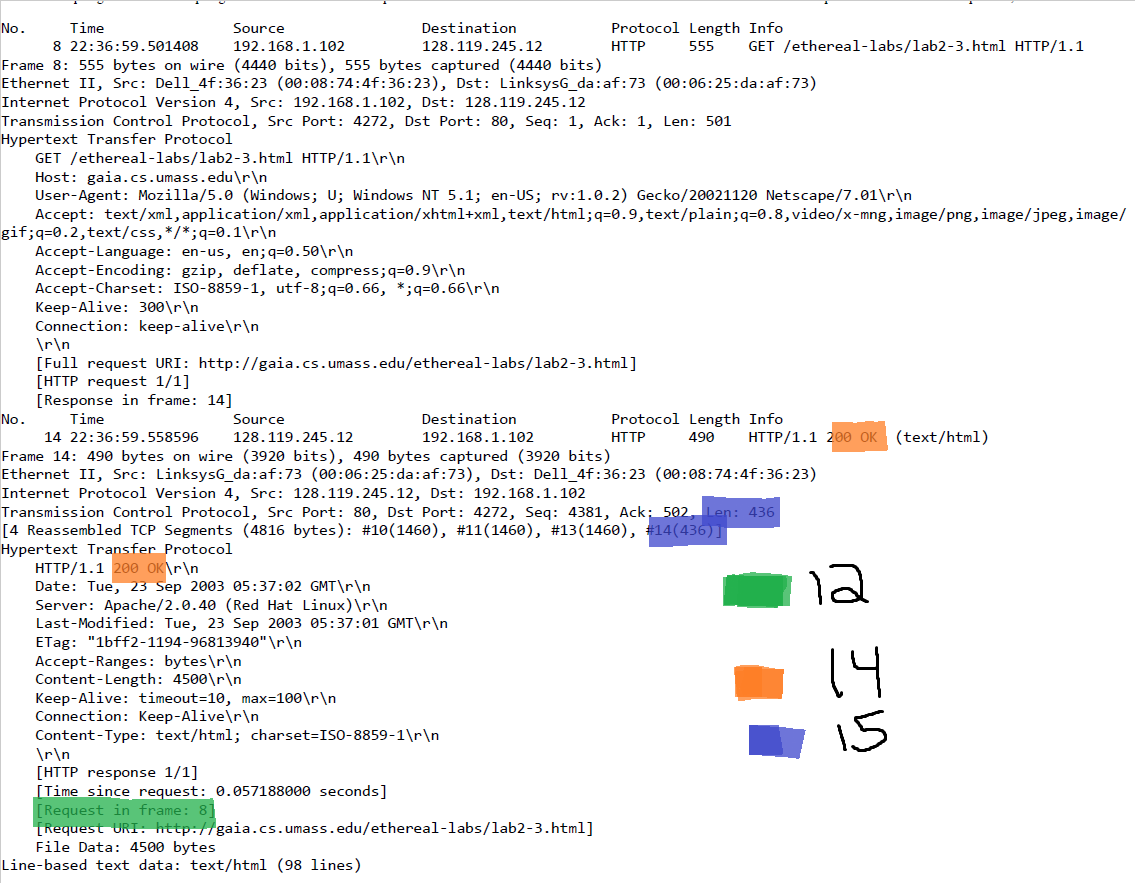 No. Time Source Destination Protocol Length Info
8 22:36:59.501408 192.168.1.102 128.119.245.12 HTTP 555 GET /ethereal-labs/lab2-3.html HTTP/1.1
Frame 8: 555 bytes on wire (4440 bits), 555 bytes captured (4440 bits)
Ethernet II, Src: Dell_4f:36:23 (00:08:74:4f:36:23), Dst: LinksysG_da:af:73 (00:06:25:da:af:73)
Internet Protocol Version 4, Src: 192.168.1.102, Dst: 128.119.245.12
Transmission Control Protocol, Src Port: 4272, Dst Port: 80, Seq: 1, Ack: 1, Len: 501
Hypertext Transfer Protocol
GET /ethereal-labs/lab2-3.html HTTP/1.1\r\n
Host: gaia.cs.umass.edu\r\n
User-Agent: Mozilla/5.0 (Windows; U; Windows NT 5.1; en-US; rv:1.0.2) Gecko/20021120 Netscape/7.01\r\n
Accept: text/xml,application/xml,application/xhtml+xml,text/html;q=0.9,text/plain;q=0.8,video/x-mng,image/png,image/jpeg,image/
gif;q=0.2,text/css,*/*;q=0.1\r\n
Accept-Language: en-us, en;q=0.50\r\n
Accept-Encoding: gzip, deflate, compress;q=0.9\r\n
Accept-Charset: ISO-8859-1, utf-8;q=0.66, *;q=0.66\r\n
Keep-Alive: 300\r\n
Connection: keep-alive\r\n
\r\n
[Full request URI: http://gaia.cs.umass.edu/ethereal-labs/lab2-3.html]
[HTTP request 1/1]
[Response in frame: 14]
No. Time Source Destination Protocol Length Info
14 22:36:59.558596 128.119.245.12 192.168.1.102 HTTP 490 HTTP/1.1 200 OK (text/html)
Frame 14: 490 bytes on wire (3920 bits), 490 bytes captured (3920 bits)
Ethernet II, Src: LinksysG_da:af:73 (00:06:25:da:af:73), Dst: Dell_4f:36:23 (00:08:74:4f:36:23)
Internet Protocol Version 4, Src: 128.119.245.12, Dst: 192.168.1.102
Transmission Control Protocol, Src Port: 80, Dst Port: 4272, Seq: 4381, Ack: 502, Len: 436
[4 Reassembled TCP Segments (4816 bytes): #10(1460), #11(1460), #13(1460), #14(436)]
Hypertext Transfer Protocol
HTTP/1.1 200 OK\r\n
Date: Tue, 23 Sep 2003 05:37:02 GMT\r\n
12
Server: Apache/2.0.40 (Red Hat Linux)\r\n
Last-Modified: Tue, 23 Sep 2003 05:37:01 GMT\r\n
ETag: "1bff2-1194-96813940"\r\n
Accept-Ranges: bytes\r\n
Content-Length: 4500\r\n
14
Keep-Alive: timeout=10, max=100\r\n
Connection: Keep-Alive\r\n
Content-Type: text/html; charset=ISO-8859-1\r\n
15
\r\n
[HTTP response 1/1]
[Time since request: 0.057188000 seconds]
[Request in frame: 8]
[Request URI: http://gaia.cs.umass.edu/ethereal-labs/lab2-3.html]
File Data: 4500 bytes
Line-based text data: text/html (98 lines)